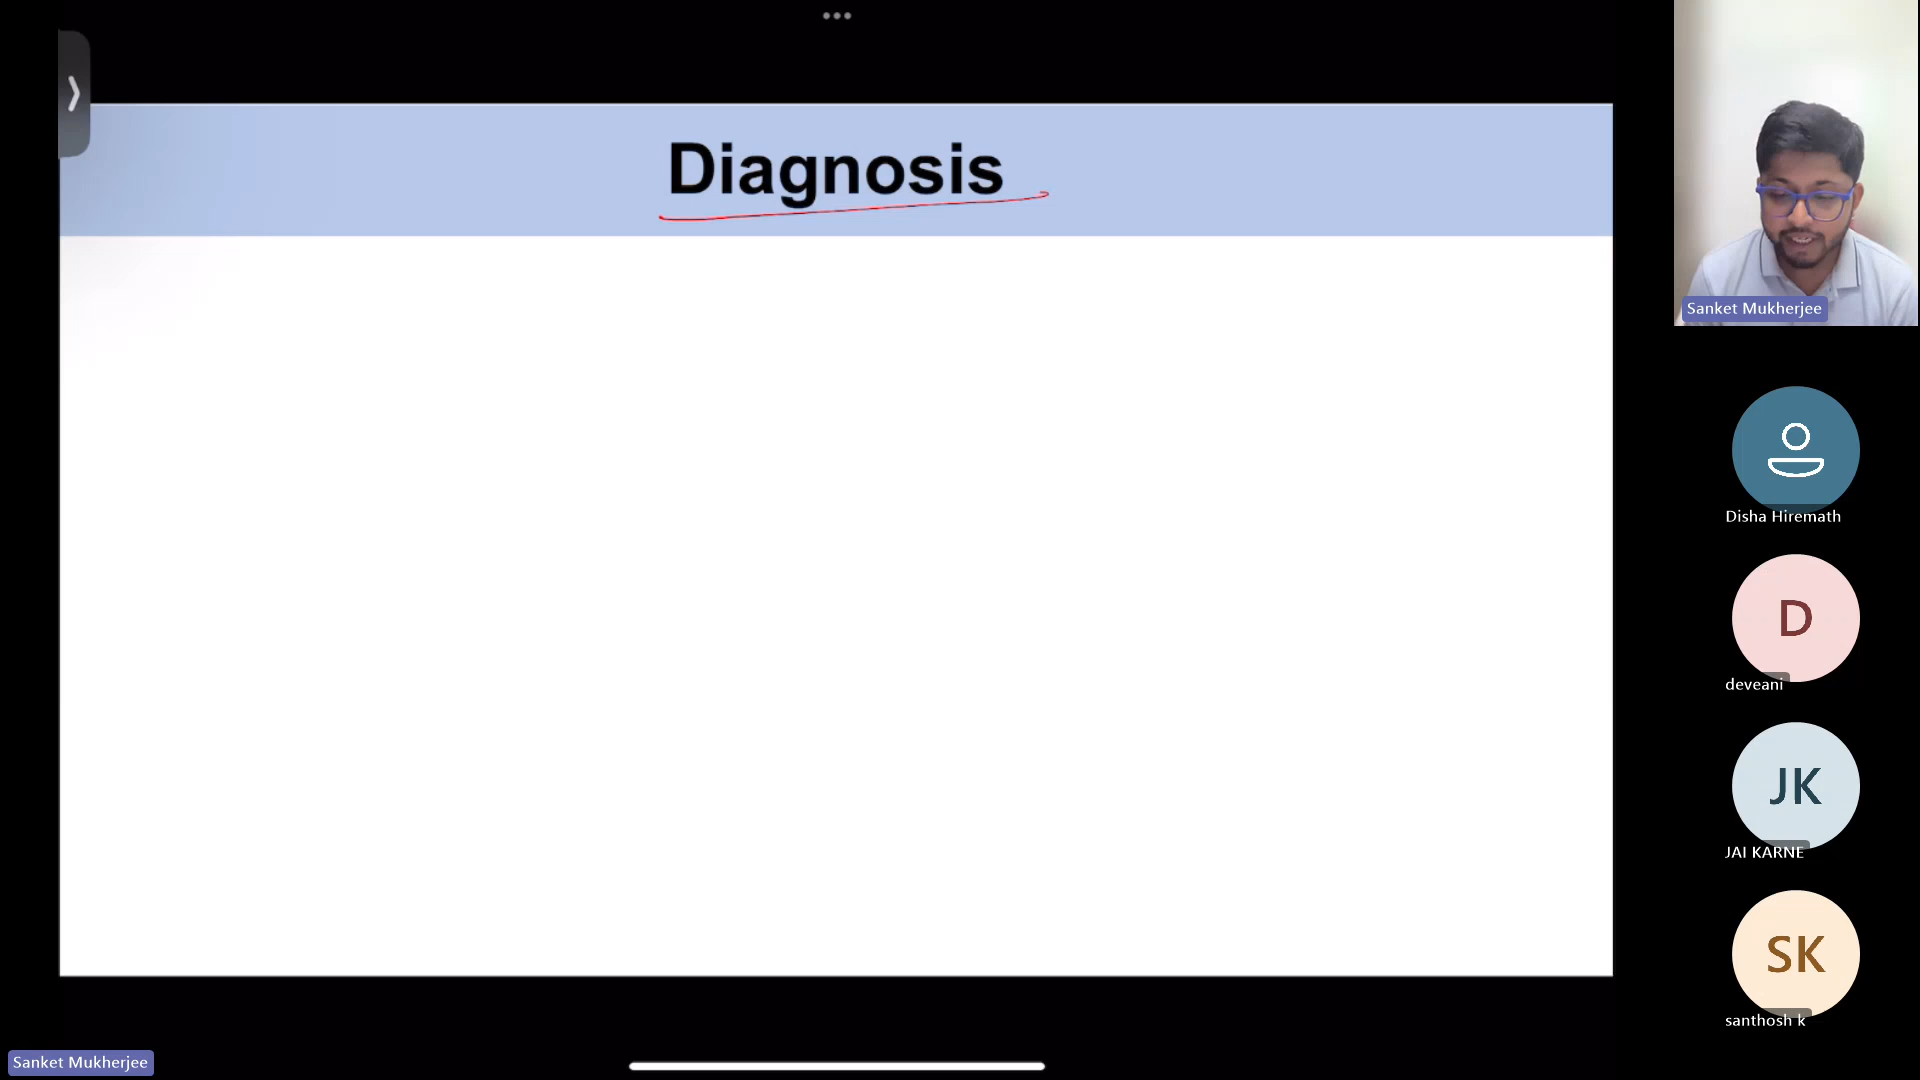 Diagnosis
Sanket Mukherjee
Disha Hiremath
D
deveani
JK
JAI KARNE
SK
santhosh k
Sanket Mukherjee